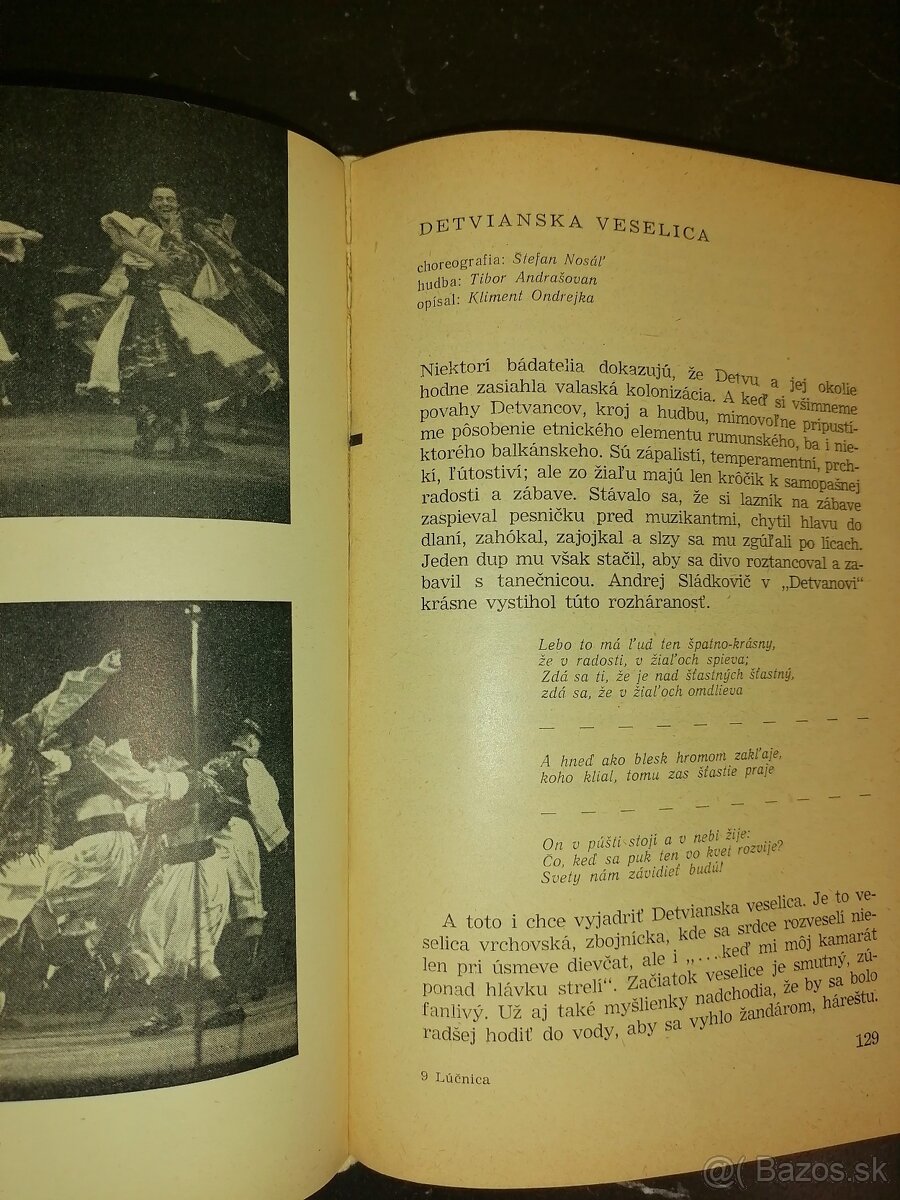 DETVIANSKA VESELICA
choreografia: Štefan Nosáľ
hudba: Tibor Andrašovan
opísal: Kliment Ondrejka
Niektorí bádatelia dokazujú, že Detvu a jej okolie
hodne zasiahla valaská kolonizácia. A keď si všimneme
povahy Detvancov, kroj a hudbu, mimovoľne pripustí-
me pôsobenie etnického elementu rumunského, ba i nie-
ktorého balkánskeho. Sú zápalistí, temperamentní, prch-
kí, ľútostiví; ale zo žiaľu majú len krôčik k samopašnej
radosti a zábave. Stávalo sa, že si lazník na zábave
zaspieval pesničku pred muzikantmi, chytil hlavu do
dlaní, zahókal, zajojkal a slzy sa mu zgúľali po lícach.
Jeden dup mu však stačil, aby sa divo roztancoval a za-
bavil s tanečnicou. Andrej Sládkovič v „Detvanovi“
krásne vystihol túto rozháranosť.
Lebo to má ľud ten špatno-krásny,
že v radosti, v žiaľoch spieva;
Zdá sa ti, že je nad šťastných šťastný,
zdá sa, že v žiaľoch omdlieva
— — — — — — — — —
A hneď ako blesk hromom zakľaje,
koho klial, tomu zas šťastie praje
— — — — — — — — —
On v púšti stojí a v nebi žije:
Čo, keď sa puk ten vo kvet rozvije?
Svety nám závidieť budú!
A toto i chce vyjadriť Detvianska veselica. Je to ve-
selica vrchovská, zbojnícka, kde sa srdce rozveselí nie-
len pri úsmeve dievčat, ale i „....keď mi môj kamarát
ponad hlávku strelí“. Začiatok veselice je smutný, zú-
fanlivý. Už aj také myšlienky nadchodia, že by sa bolo
radšej hodiť do vody, aby sa vyhlo žandárom, háreštu.
129
9 Lúčnica
@( Bazos.sk